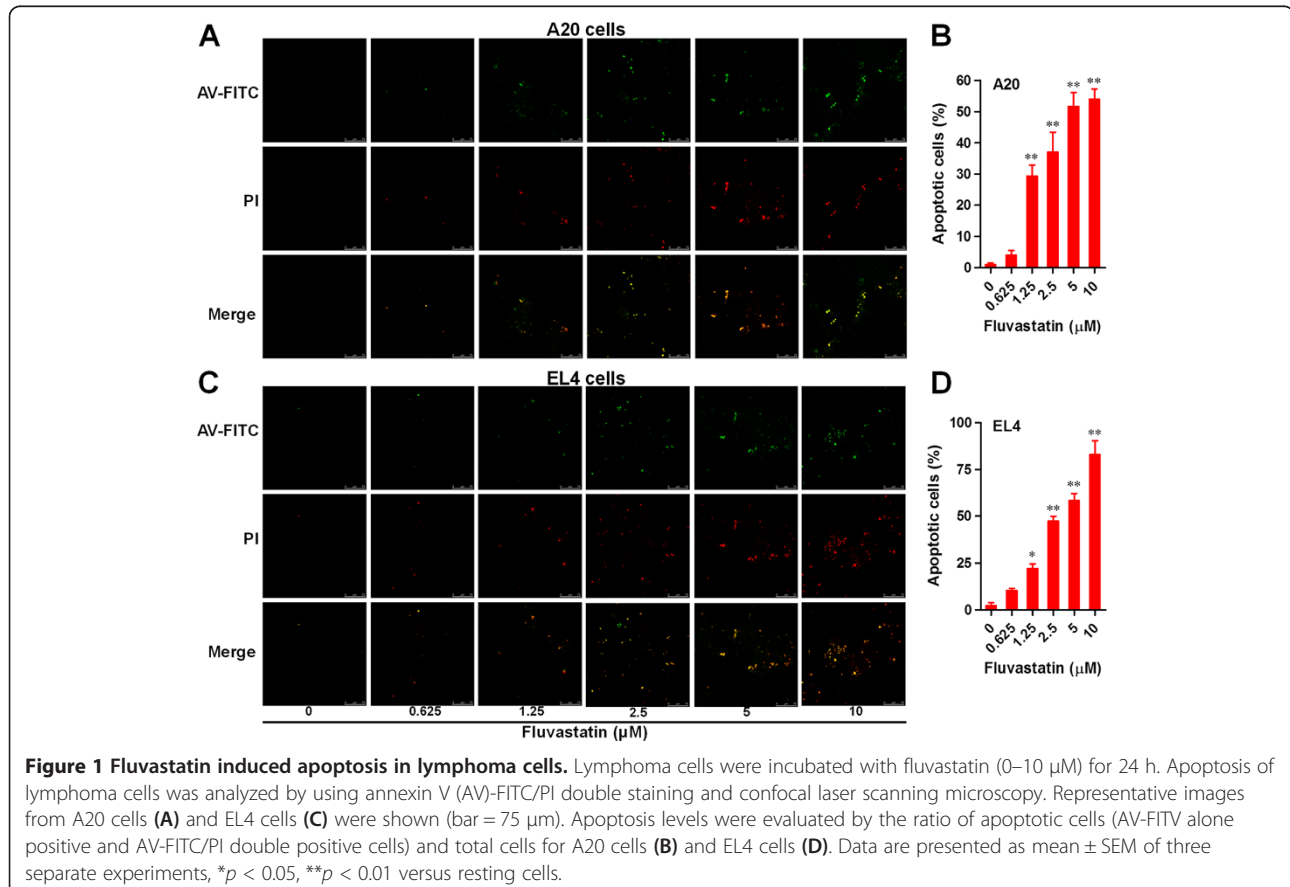 A
A20 cells
AV-FITC
PI
Merge
B
A20
60
50
40
30
20
10
0
Apoptotic cells (%)
**
**
**
**
0
0.625
1.25
2.5
5
10
Fluvastatin (μM)
C
EL4 cells
AV-FITC
PI
Merge
0 0.625 1.25 2.5 5 10
Fluvastatin (μM)
D
EL4
100
75
50
25
0
Apoptotic cells (%)
*
**
**
**
0
0.625
1.25
2.5
5
10
Fluvastatin (μM)
Figure 1 Fluvastatin induced apoptosis in lymphoma cells. Lymphoma cells were incubated with fluvastatin (0–10 μM) for 24 h. Apoptosis of
lymphoma cells was analyzed by using annexin V (AV)-FITC/PI double staining and confocal laser scanning microscopy. Representative images
from A20 cells (A) and EL4 cells (C) were shown (bar = 75 μm). Apoptosis levels were evaluated by the ratio of apoptotic cells (AV-FITV alone
positive and AV-FITC/PI double positive cells) and total cells for A20 cells (B) and EL4 cells (D). Data are presented as mean ± SEM of three
separate experiments, *p < 0.05, **p < 0.01 versus resting cells.